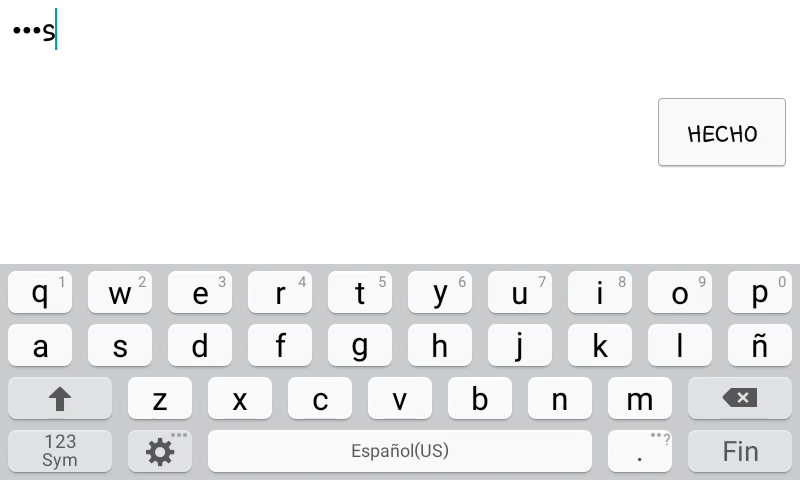 •••s
HECHO
q 1 w 2 e 3 r 4 t 5 y 6 u 7 i 8 o 9 p 0
a s d f g h j k l ñ
z x c v b n m
123 Sym Español(US) . ? Fin